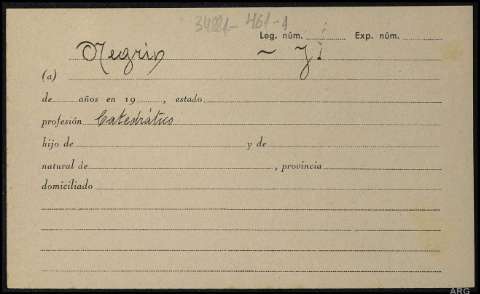 34221-461-1
Leg. núm. Exp. núm.
Negrin ~ J.
(a)
de años en 19 , estado
profesión Catedrático
hijo de y de
natural de , provincia
domiciliado
ARG